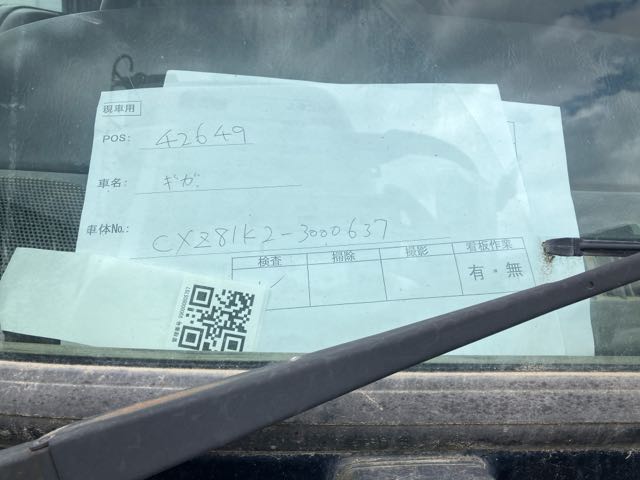 現車用
POS: 42649
車名: ギガ
車体No.: CXZ81K2-3000637
検査 掃除 撮影 看板作業
有・無